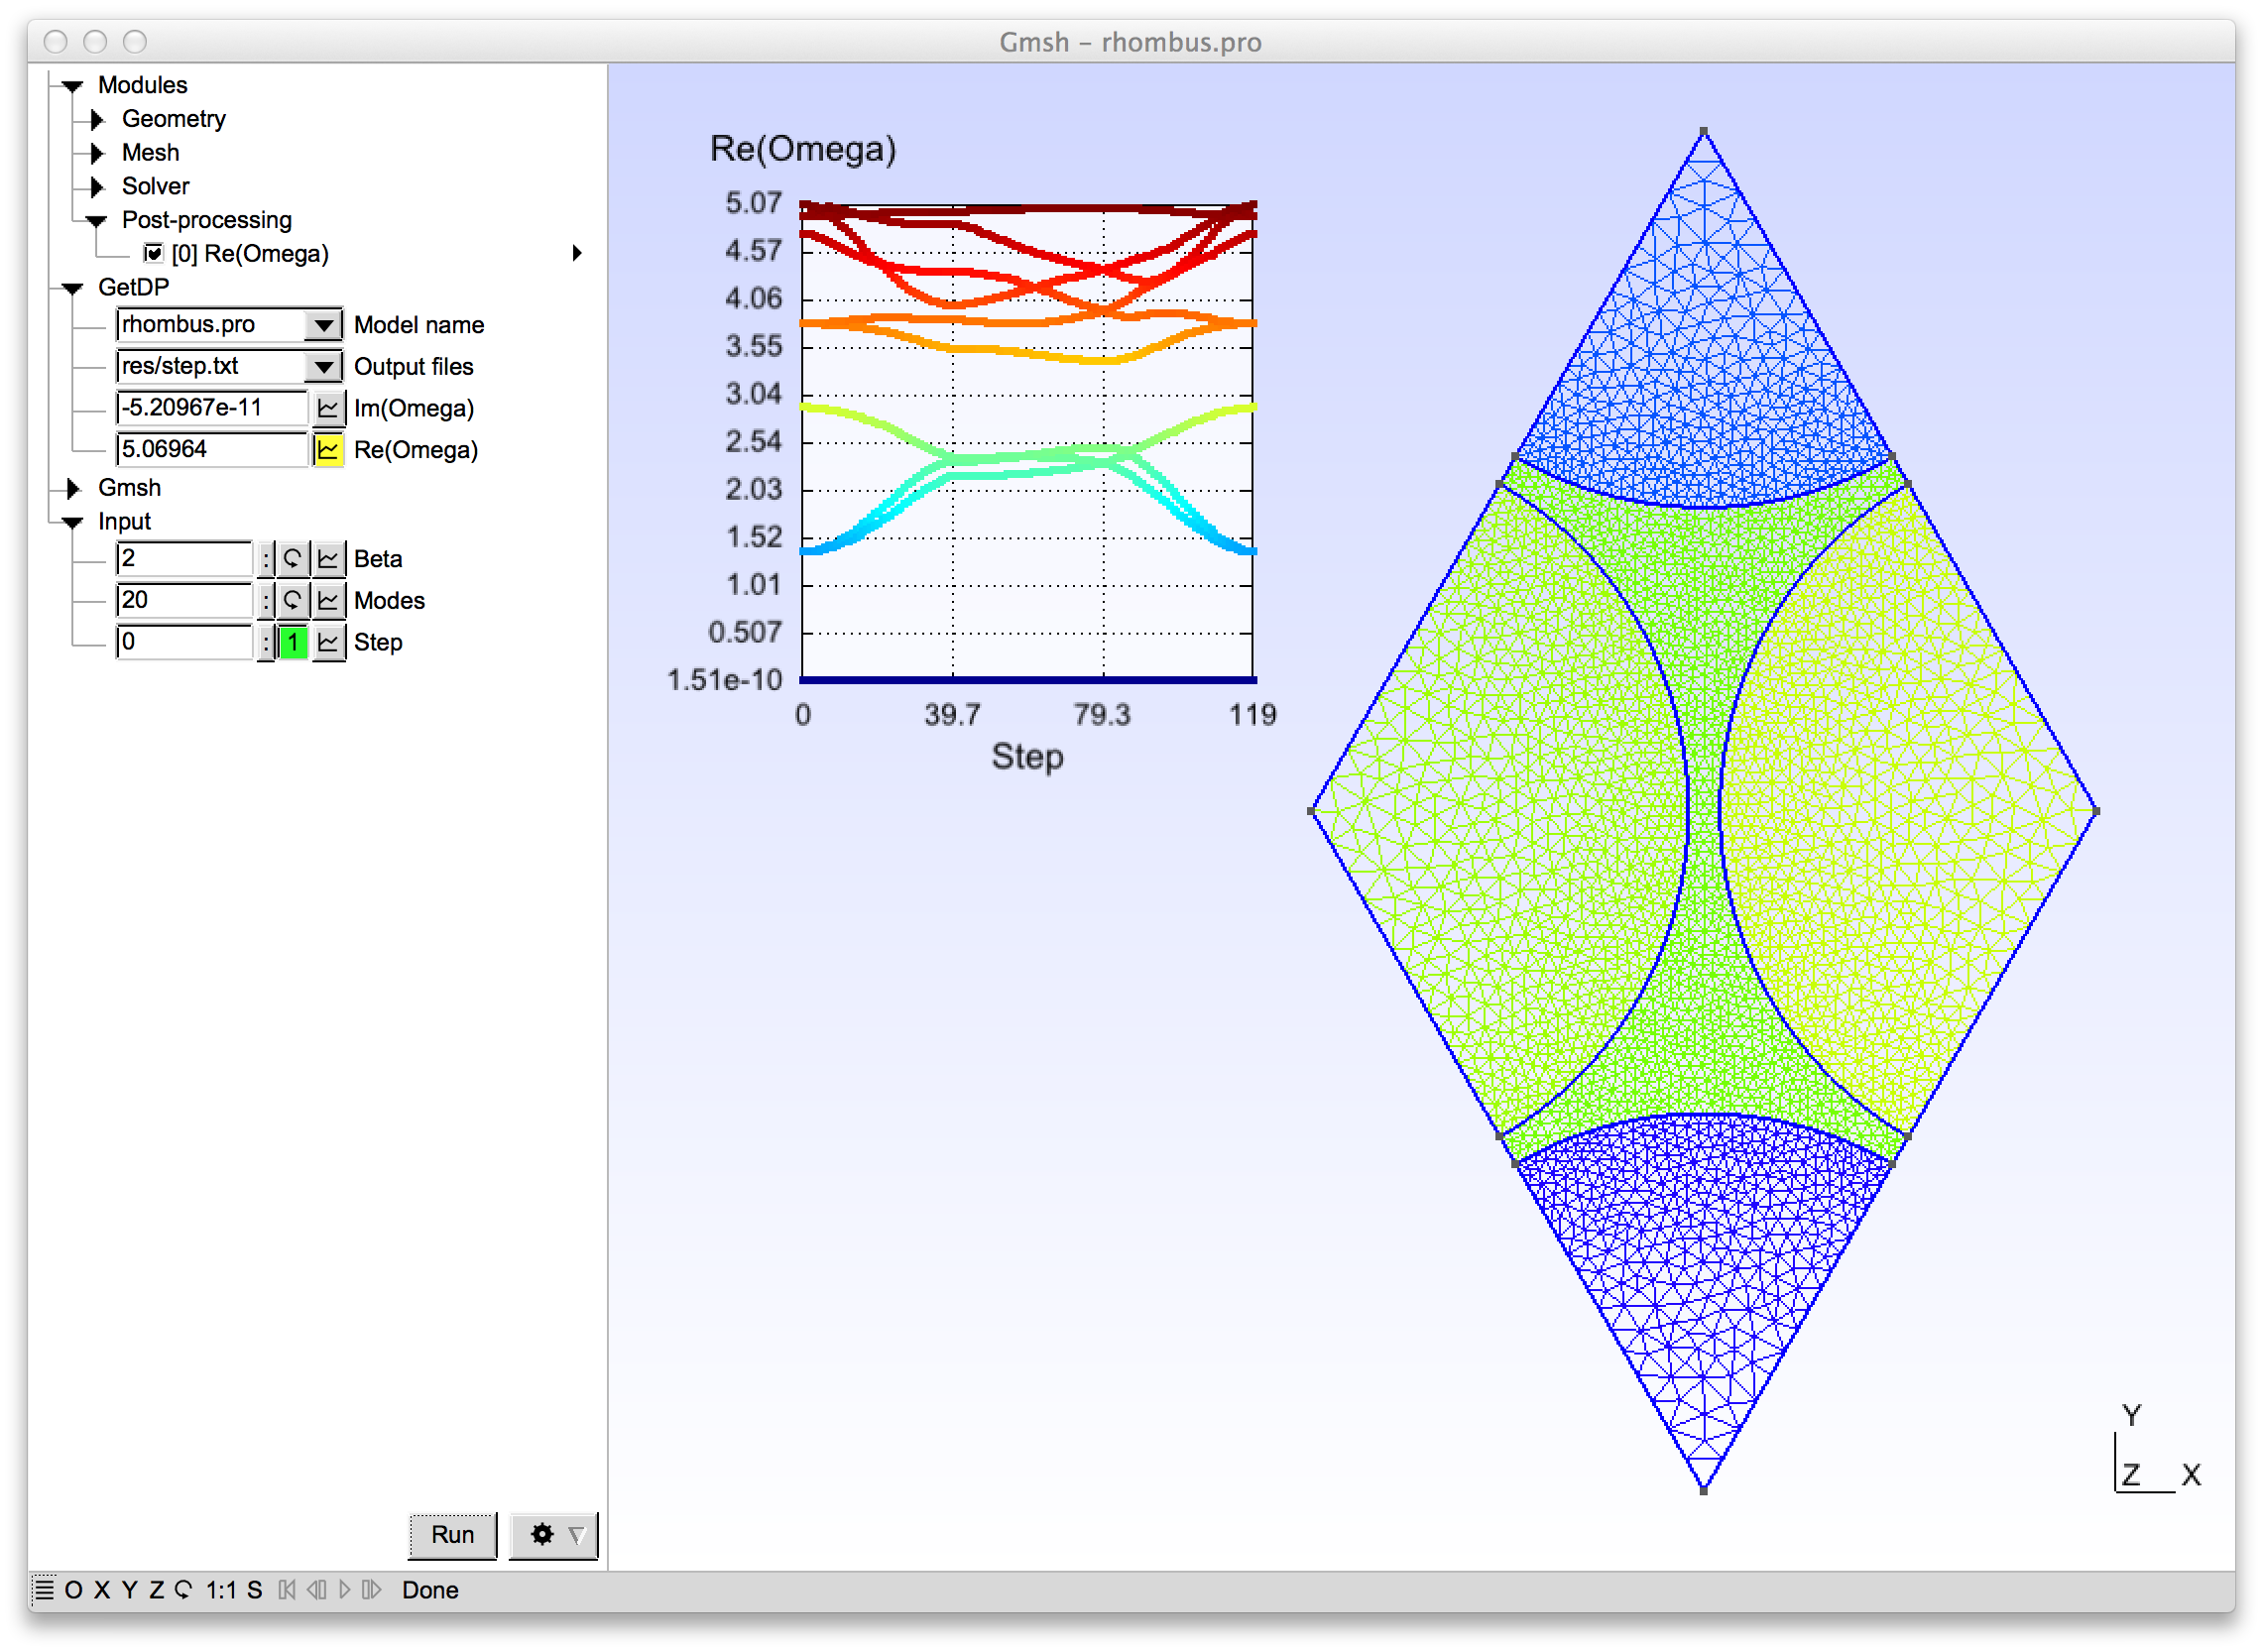 Gmsh – rhombus.pro
Modules
Geometry
Mesh
Solver
Post-processing
[0] Re(Omega)
GetDP
rhombus.pro Model name
res/step.txt Output files
-5.20967e-11 Im(Omega)
5.06964 Re(Omega)
Gmsh
Input
2 : Beta
20 : Modes
0 : 1 Step
Run
Re(Omega)
5.07
4.57
4.06
3.55
3.04
2.54
2.03
1.52
1.01
0.507
1.51e-10
0 39.7 79.3 119
Step
Y
Z X
O X Y Z 1:1 S Done